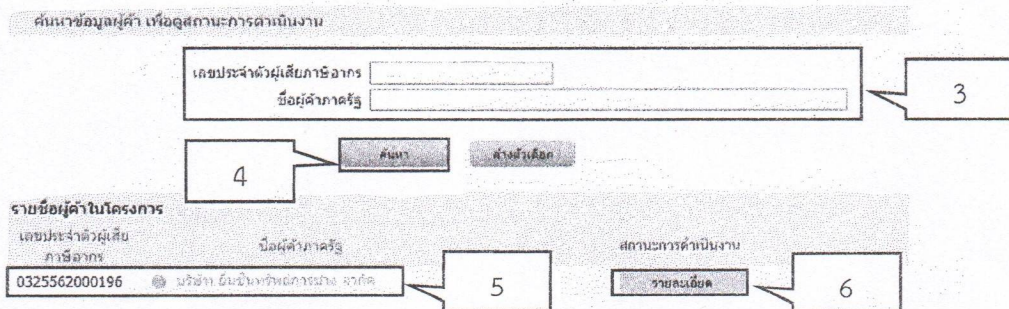 ค้นหาข้อมูลผู้ค้า เพื่อดูสถานะการดำเนินงาน
เลขประจำตัวผู้เสียภาษีอากร
ชื่อผู้ค้าภาครัฐ
3
ค้นหา ล้างตัวเลือก
4
รายชื่อผู้ค้าในโครงการ
เลขประจำตัวผู้เสีย
ภาษีอากร ชื่อผู้ค้าภาครัฐ สถานะการดำเนินงาน
0325562000196 บริษัท จำกัด 5 รายละเอียด 6